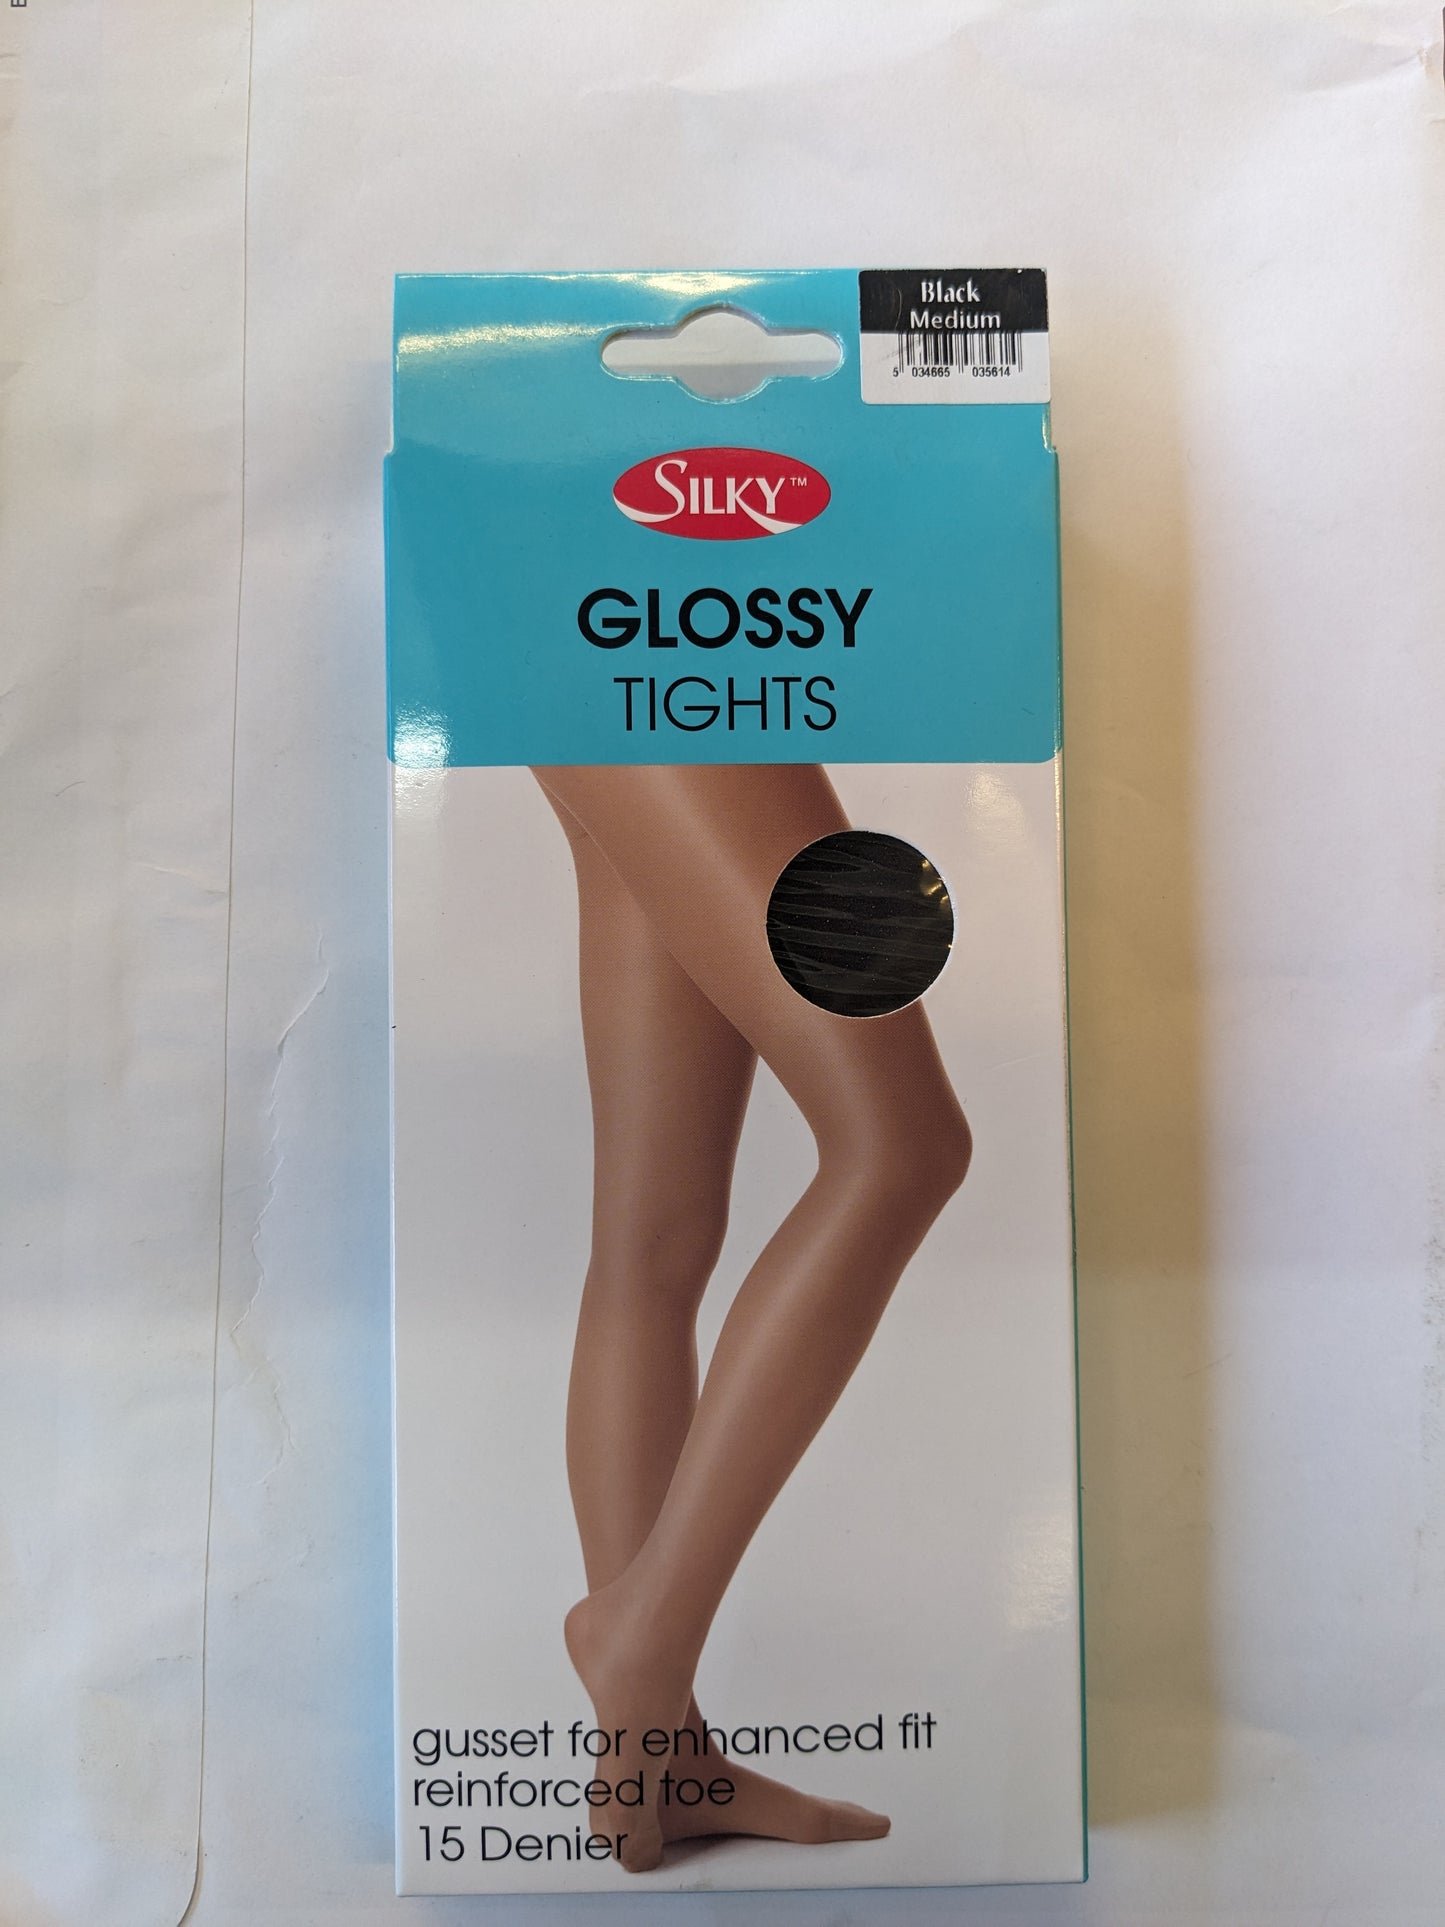 Black
Medium
5 034665 035614
SILKY™
GLOSSY
TIGHTS
gusset for enhanced fit
reinforced toe
15 Denier